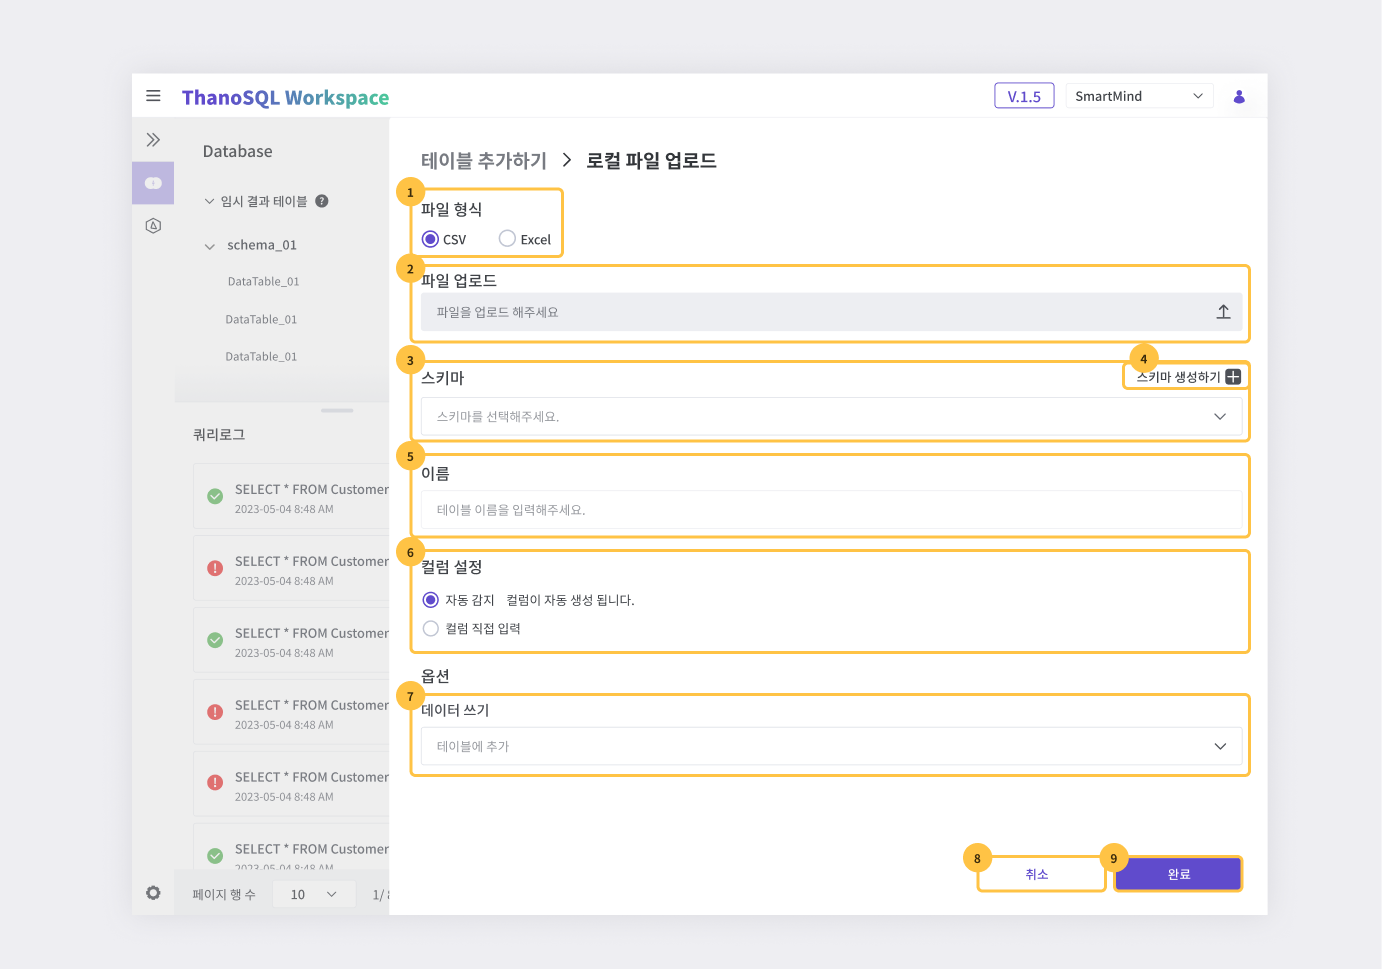 ThanoSQL Workspace
V.1.5
SmartMind
Database
임시 결과 테이블 ?
schema_01
DataTable_01
DataTable_01
DataTable_01
쿼리로그
SELECT * FROM Customer
2023-05-04 8:48 AM
SELECT * FROM Customer
2023-05-04 8:48 AM
SELECT * FROM Customer
2023-05-04 8:48 AM
SELECT * FROM Customer
2023-05-04 8:48 AM
SELECT * FROM Customer
2023-05-04 8:48 AM
SELECT * FROM Customer
2023-05-04 8:48 AM
페이지 행 수
10
1/
테이블 추가하기 > 로컬 파일 업로드
1
파일 형식
CSV
Excel
2
파일 업로드
파일을 업로드 해주세요
3
스키마
4
스키마 생성하기
스키마를 선택해주세요.
5
이름
테이블 이름을 입력해주세요.
6
컬럼 설정
자동 감지 컬럼이 자동 생성 됩니다.
컬럼 직접 입력
옵션
7
데이터 쓰기
테이블에 추가
8
취소
9
완료